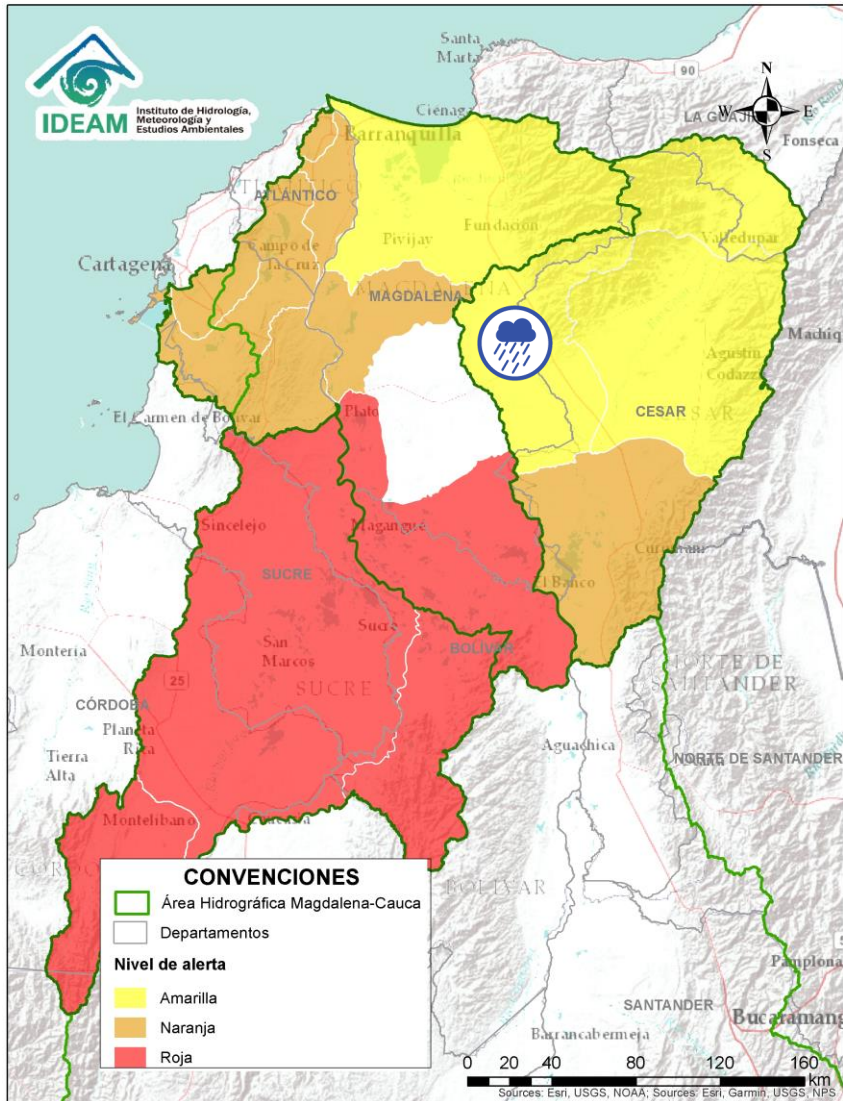 IDEAM
Instituto de Hidrología,
Meteorología y
Estudios Ambientales
Santa
Marta
90
N
W
E
S
Ciénaga
LA GUAJIRA
Fonseca
Barranquilla
ATLÁNTICO
Pivijay
Fundación
Valledupar
Cartagena
Campo de
la Cruz
MAGDALENA
Machiq
Agustín
Codazzi
El Carmen de Bolívar
Plato
CESAR
Sincelejo
Magangué
SUCRE
El Banco
Sucre
BOLÍVAR
San
Marcos
SUCRE
Montería
25
NORTE DE
SANTANDER
CÓRDOBA
Planeta
Rica
Aguachica
NORTE DE SANTANDER
Tierra
Alta
Montelíbano
BOLÍVAR
CONVENCIONES
Área Hidrográfica Magdalena-Cauca
Departamentos
Nivel de alerta
Amarilla
Naranja
Roja
Pamplona
SANTANDER
Bucaramang
Barrancabermeja
0 20 40 80 120 160
km
Sources: Esri, USGS, NOAA; Sources: Esri, Garmin, USGS, NPS